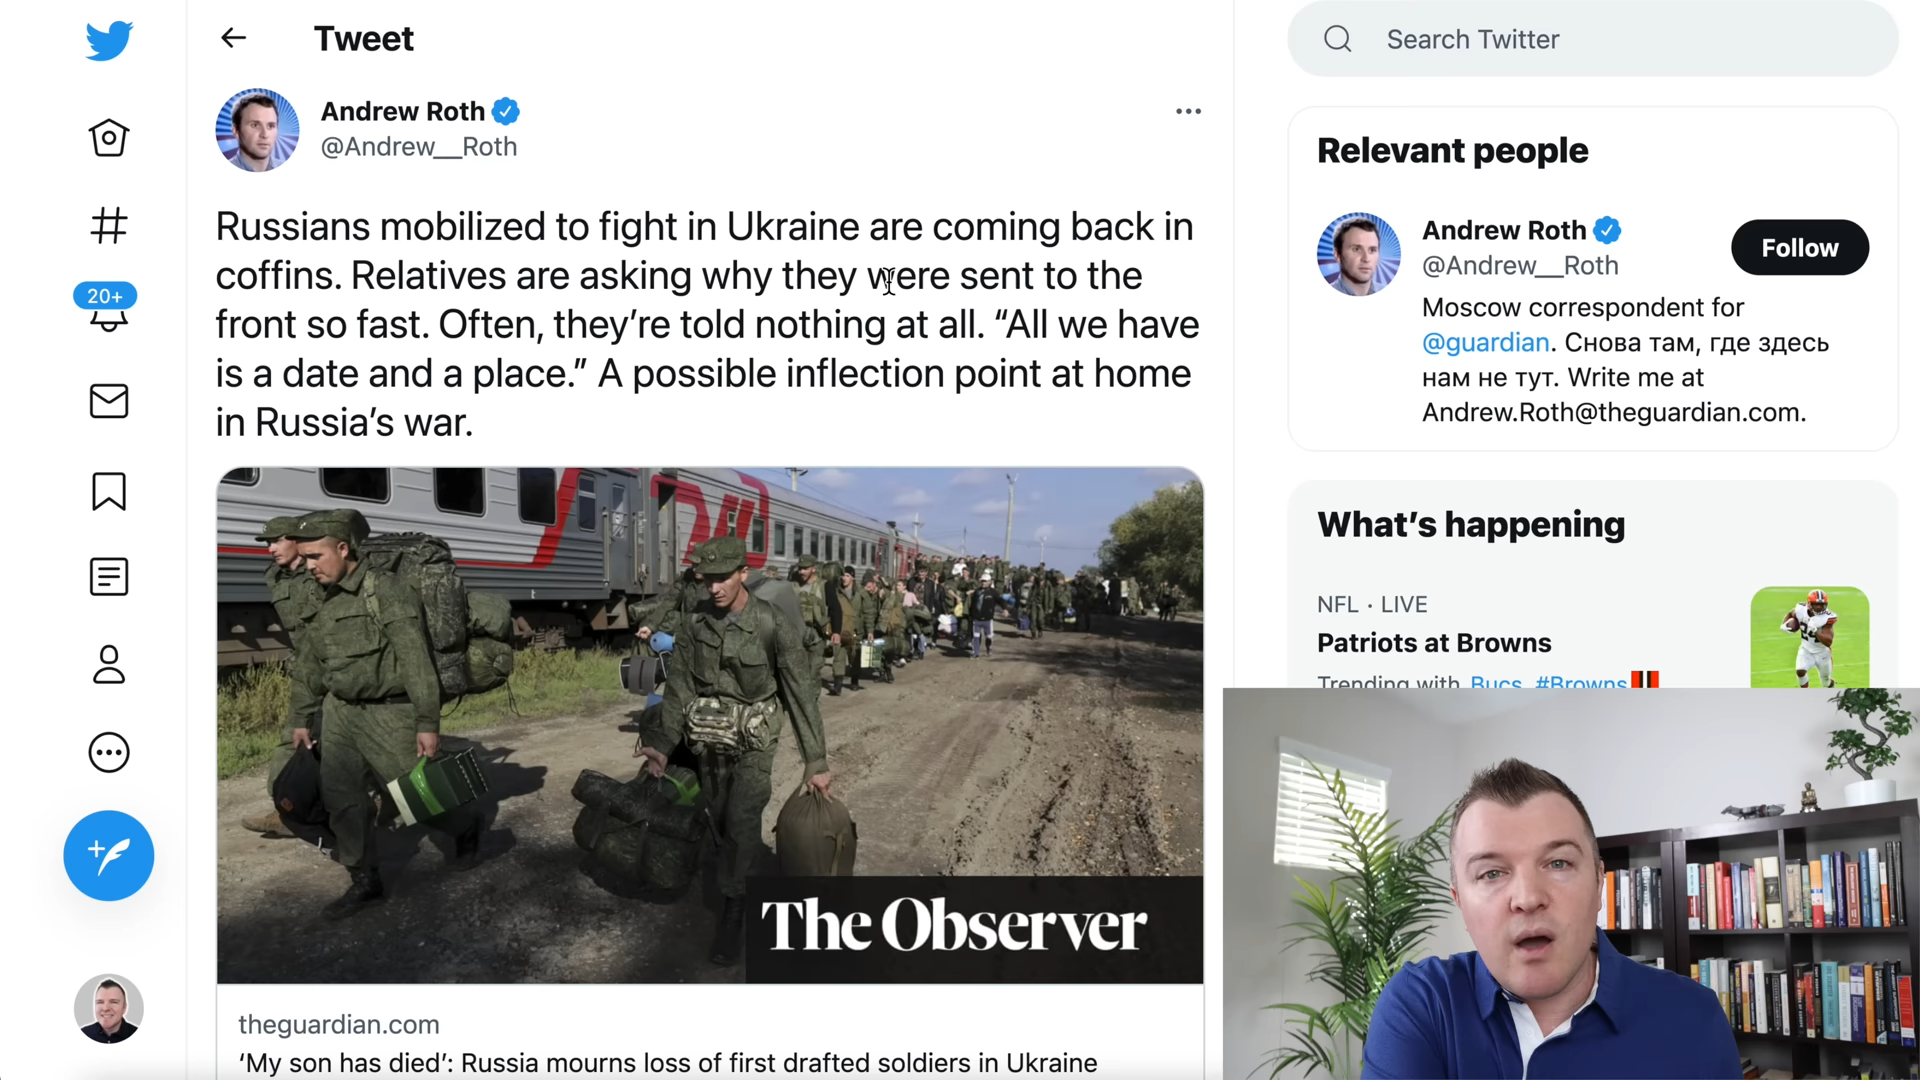 Tweet
Andrew Roth
@Andrew__Roth
Russians mobilized to fight in Ukraine are coming back in
coffins. Relatives are asking why they were sent to the
front so fast. Often, they’re told nothing at all. “All we have
is a date and a place.” A possible inflection point at home
in Russia’s war.
The Observer
theguardian.com
‘My son has died’: Russia mourns loss of first drafted soldiers in Ukraine
20+
Search Twitter
Relevant people
Andrew Roth
@Andrew__Roth
Follow
Moscow correspondent for
@guardian. Снова там, где здесь
нам не тут. Write me at
Andrew.Roth@theguardian.com.
What’s happening
NFL · LIVE
Patriots at Browns
Trending with Bucs, #Browns